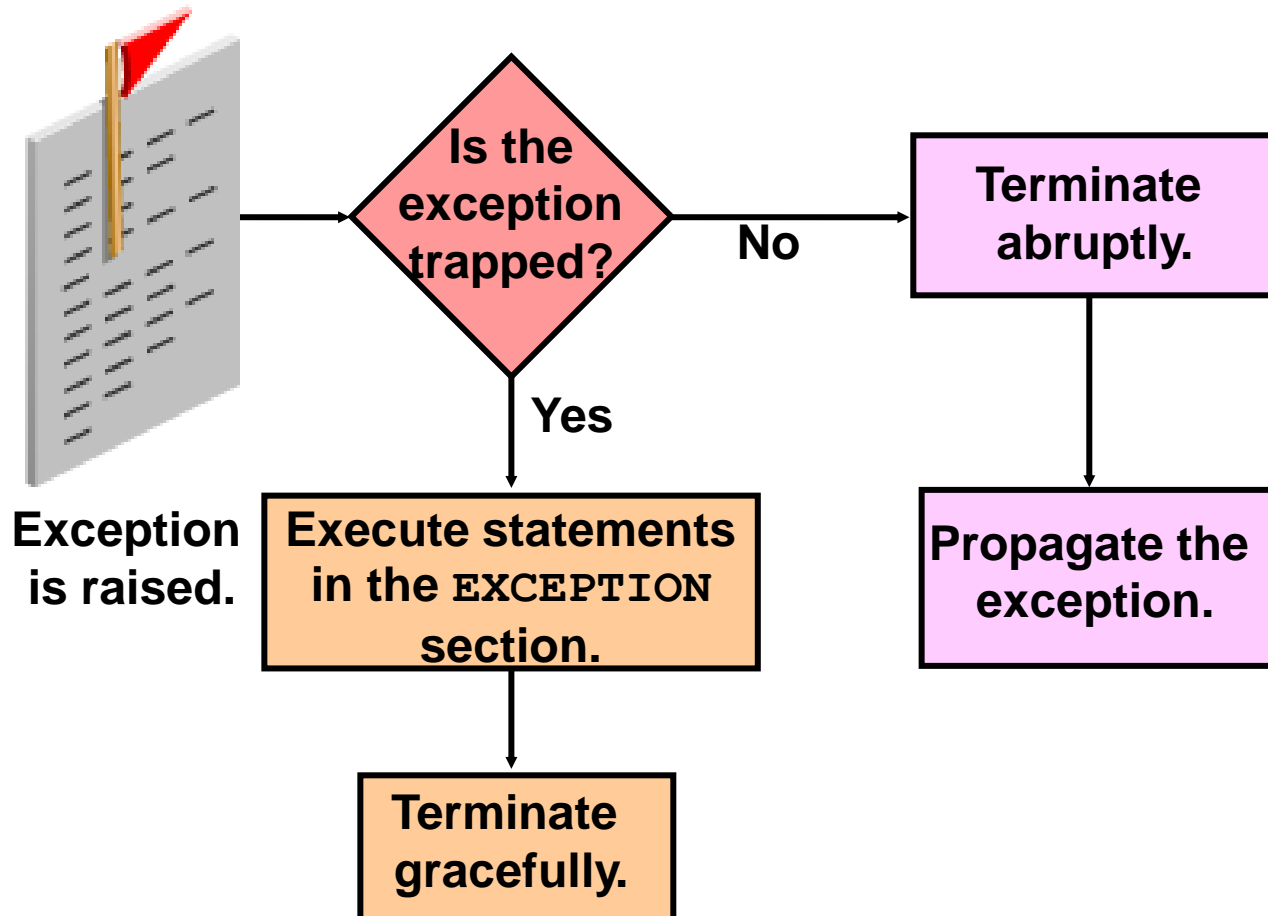 Exception
is raised.
Is the
exception
trapped?
No
Terminate
abruptly.
Propagate the
exception.
Yes
Execute statements
in the EXCEPTION
section.
Terminate
gracefully.